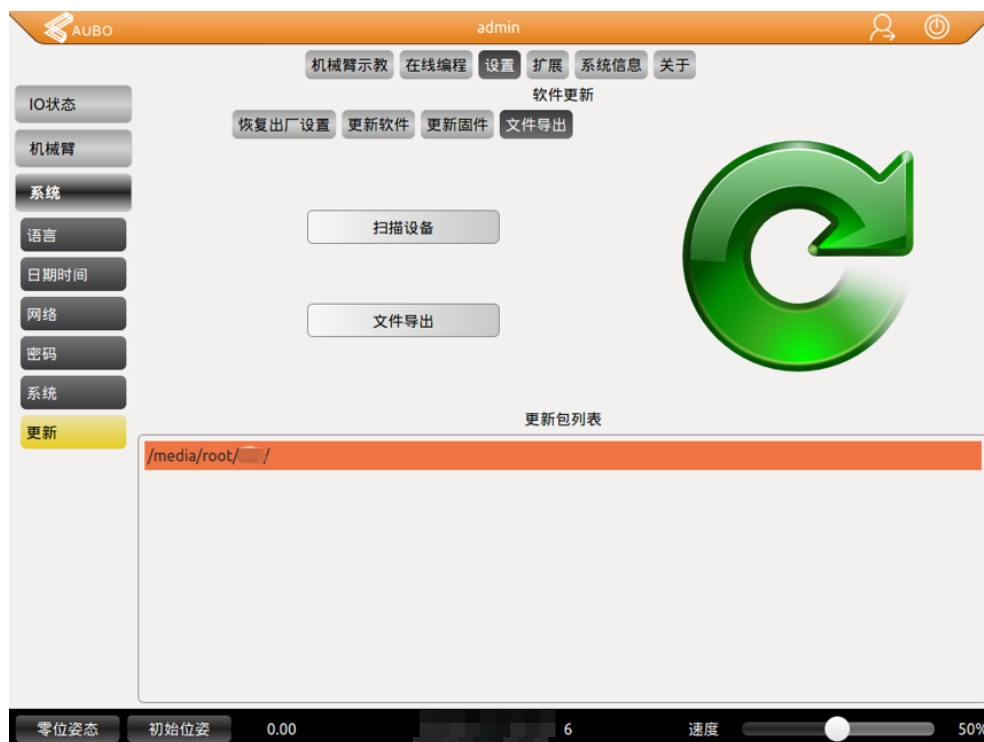 AUBO admin
机械臂示教 在线编程 设置 扩展 系统信息 关于
软件更新
IO状态
恢复出厂设置 更新软件 更新固件 文件导出
机械臂
系统
扫描设备
语言
日期时间
网络
文件导出
密码
系统
更新包列表
更新
/media/root/ /
零位姿态 初始位姿 0.00 6 速度 50%